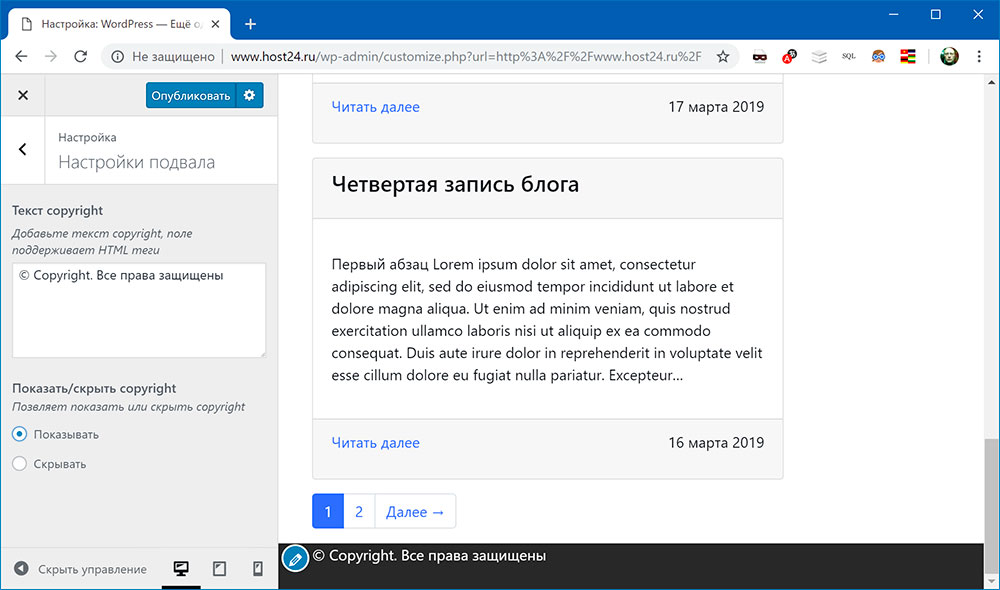 Настройка: WordPress — Ещё о
Не защищено
www.host24.ru/wp-admin/customize.php?url=http%3A%2F%2Fwww.host24.ru%2F
SQL
Опубликовать
Настройка
Настройки подвала
Текст copyright
Добавьте текст copyright, поле
поддерживает HTML теги
© Copyright. Все права защищены
Показать/скрыть copyright
Позвляет показать или скрыть copyright
Показывать
Скрывать
Скрыть управление
Читать далее
17 марта 2019
Четвертая запись блога
Первый абзац Lorem ipsum dolor sit amet, consectetur
adipiscing elit, sed do eiusmod tempor incididunt ut labore et
dolore magna aliqua. Ut enim ad minim veniam, quis nostrud
exercitation ullamco laboris nisi ut aliquip ex ea commodo
consequat. Duis aute irure dolor in reprehenderit in voluptate velit
esse cillum dolore eu fugiat nulla pariatur. Excepteur...
Читать далее
16 марта 2019
1 2 Далее →
© Copyright. Все права защищены